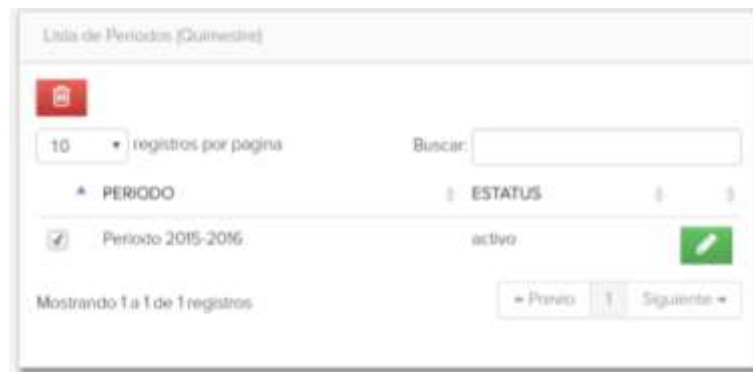 Lista de Periodos (Quimestre)
10 registros por pagina Buscar:
PERIODO ESTATUS
Periodo 2015-2016 activo
Mostrando 1 a 1 de 1 registros
← Previo 1 Siguiente →